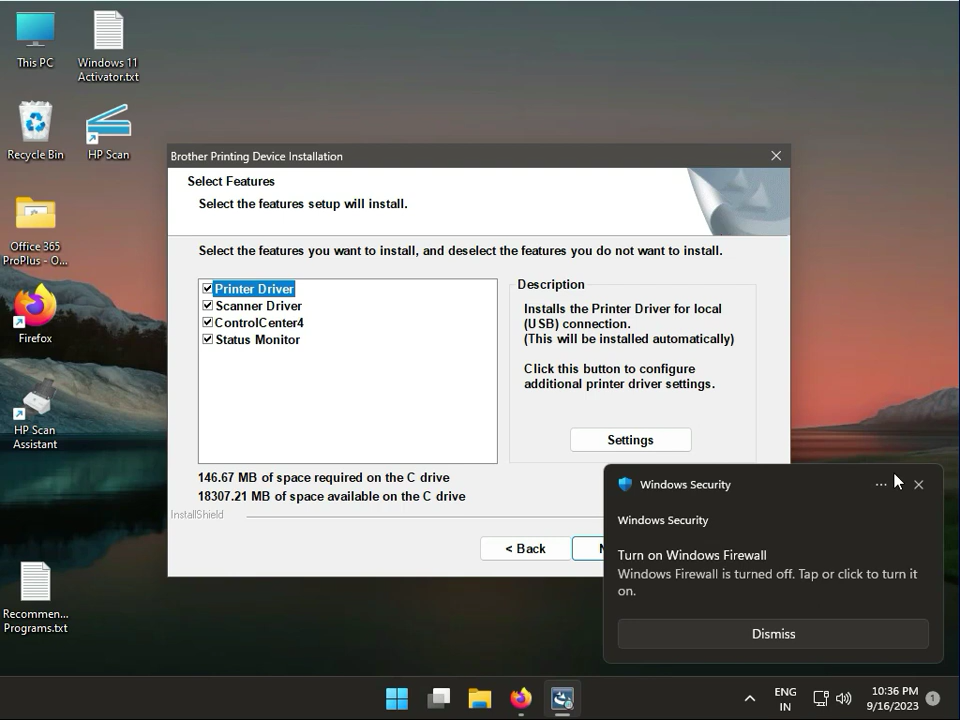 This PC
Windows 11
Activator.txt
Recycle Bin
HP Scan
Office 365
ProPlus - O...
Firefox
HP Scan
Assistant
Recommen...
Programs.txt
Brother Printing Device Installation
Select Features
Select the features setup will install.
Select the features you want to install, and deselect the features you do not want to install.
Printer Driver
Scanner Driver
ControlCenter4
Status Monitor
Description
Installs the Printer Driver for local
(USB) connection.
(This will be installed automatically)
Click this button to configure
additional printer driver settings.
Settings
146.67 MB of space required on the C drive
18307.21 MB of space available on the C drive
InstallShield
< Back
Windows Security
Windows Security
Turn on Windows Firewall
Windows Firewall is turned off. Tap or click to turn it
on.
Dismiss
ENG
IN
10:36 PM
9/16/2023
1